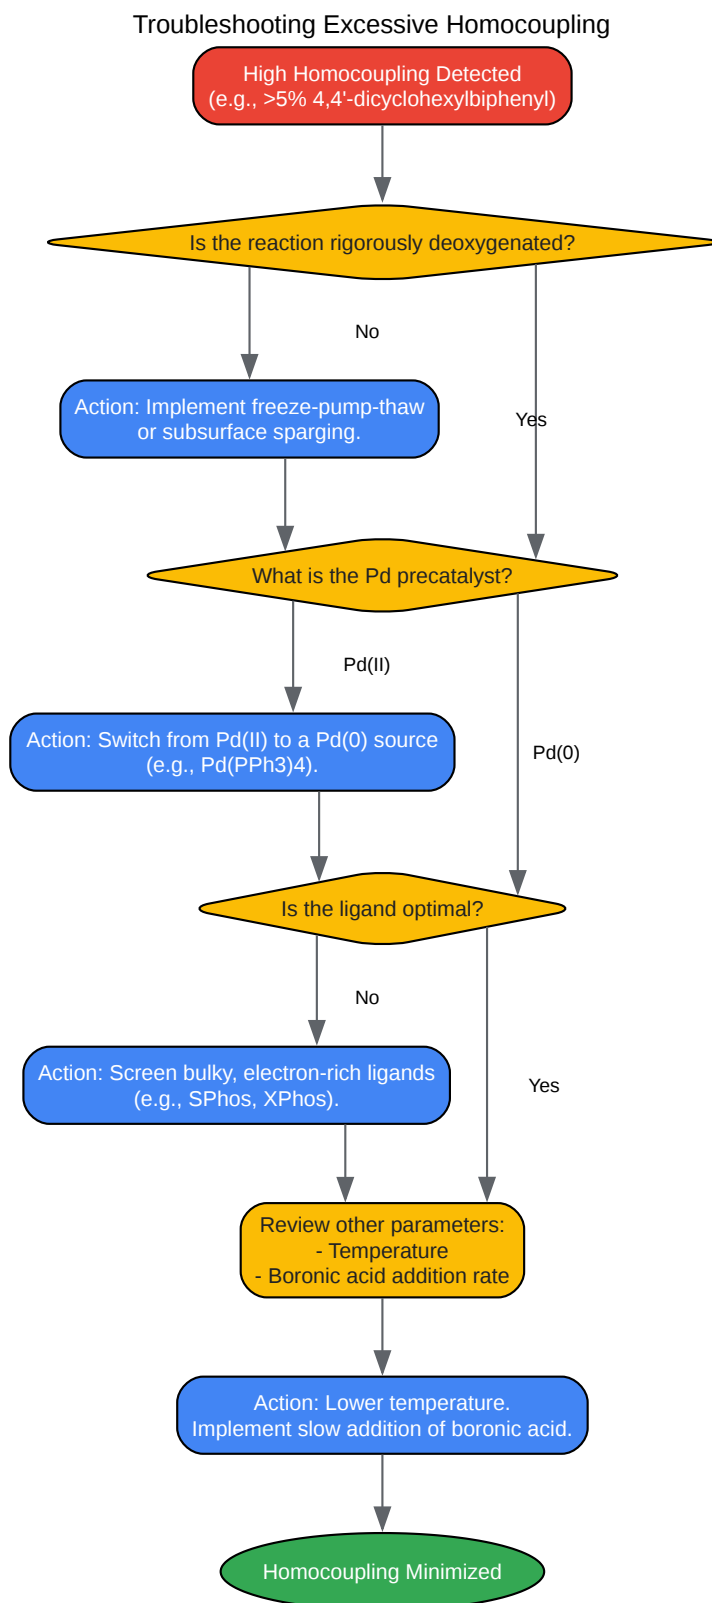 Troubleshooting Excessive Homocoupling
High Homocoupling Detected
(e.g., >5% 4,4'-dicyclohexylbiphenyl)
Is the reaction rigorously deoxygenated?
No
Action: Implement freeze-pump-thaw
or subsurface sparging.
Yes
What is the Pd precatalyst?
Pd(II)
Action: Switch from Pd(II) to a Pd(0) source
(e.g., Pd(PPh3)4).
Pd(0)
Is the ligand optimal?
No
Action: Screen bulky, electron-rich ligands
(e.g., SPhos, XPhos).
Yes
Review other parameters:
- Temperature
- Boronic acid addition rate
Action: Lower temperature.
Implement slow addition of boronic acid.
Homocoupling Minimized